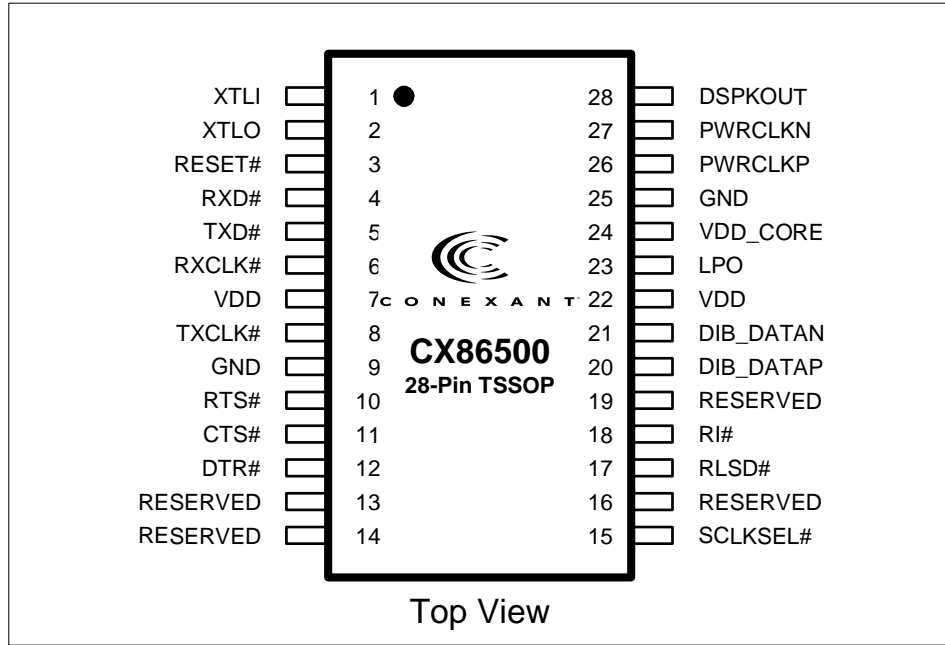 XTLI 1 28 DSPKOUT
XTLO 2 27 PWRCLKN
RESET# 3 26 PWRCLKP
RXD# 4 25 GND
TXD# 5 24 VDD_CORE
RXCLK# 6 23 LPO
VDD 7 CONEXANT 22 VDD
TXCLK# 8 21 DIB_DATAN
CX86500
GND 9 20 DIB_DATAP
28-Pin TSSOP
RTS# 10 19 RESERVED
CTS# 11 18 RI#
DTR# 12 17 RLSD#
RESERVED 13 16 RESERVED
RESERVED 14 15 SCLKSEL#
Top View